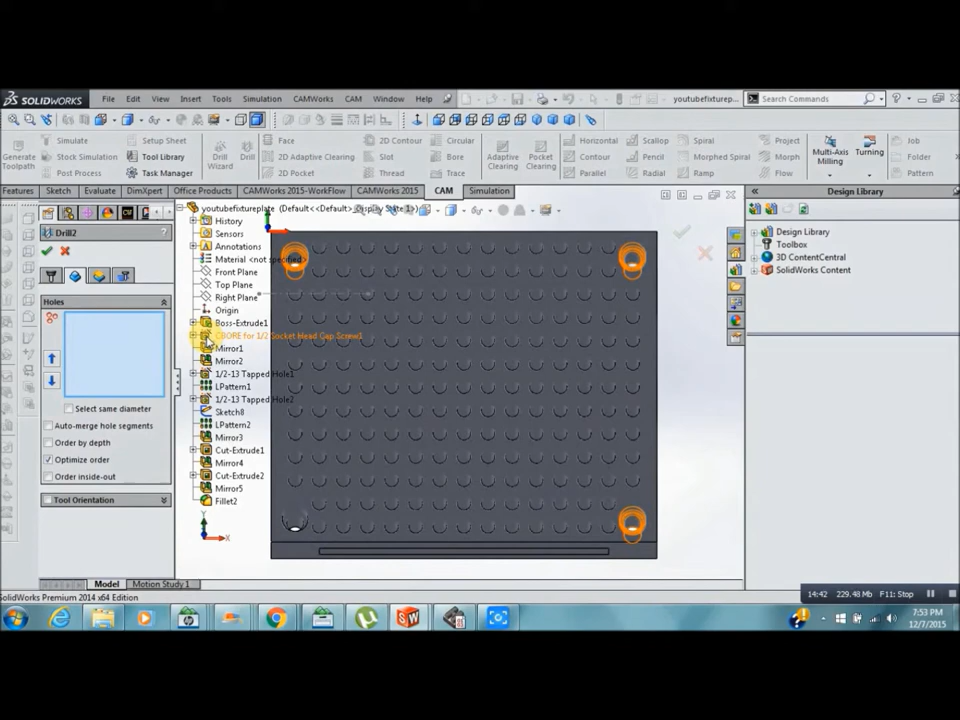 SOLIDWORKS File Edit View Insert Tools Simulation CAMWorks CAM Window Help youtubefixturep... Search Commands
Generate Toolpath Simulate Stock Simulation Post Process Setup Sheet Tool Library Task Manager Drill Wizard Drill Face 2D Adaptive Clearing 2D Pocket 2D Contour Slot Trace Circular Bore Thread Adaptive Clearing Pocket Clearing Horizontal Contour Parallel Scallop Pencil Radial Spiral Morphed Spiral Ramp Project Morph Multi-Axis Milling Turning Job Folder Pattern
Features Sketch Evaluate DimXpert Office Products CAMWorks 2015-WorkFlow CAMWorks 2015 CAM Simulation
Design Library
youtubefixtureplate (Default<<Default>_Display State 1>)
History
Drill2
Sensors
Design Library
Annotations
Toolbox
Material <not specified>
3D ContentCentral
Front Plane
SolidWorks Content
Top Plane
Right Plane
Holes
Origin
Boss-Extrude1
CBORE for 1/2 Socket Head Cap Screw1
Mirror1
Mirror2
1/2-13 Tapped Hole1
LPattern1
1/2-13 Tapped Hole2
Select same diameter
Sketch8
Auto-merge hole segments
LPattern2
Order by depth
Mirror3
Optimize order
Cut-Extrude1
Order inside-out
Mirror4
Cut-Extrude2
Mirror5
Tool Orientation
Fillet2
Y
X
Model Motion Study 1
SolidWorks Premium 2014 x64 Edition
14:42 229.48 Mb F11: Stop
7:53 PM
12/7/2015